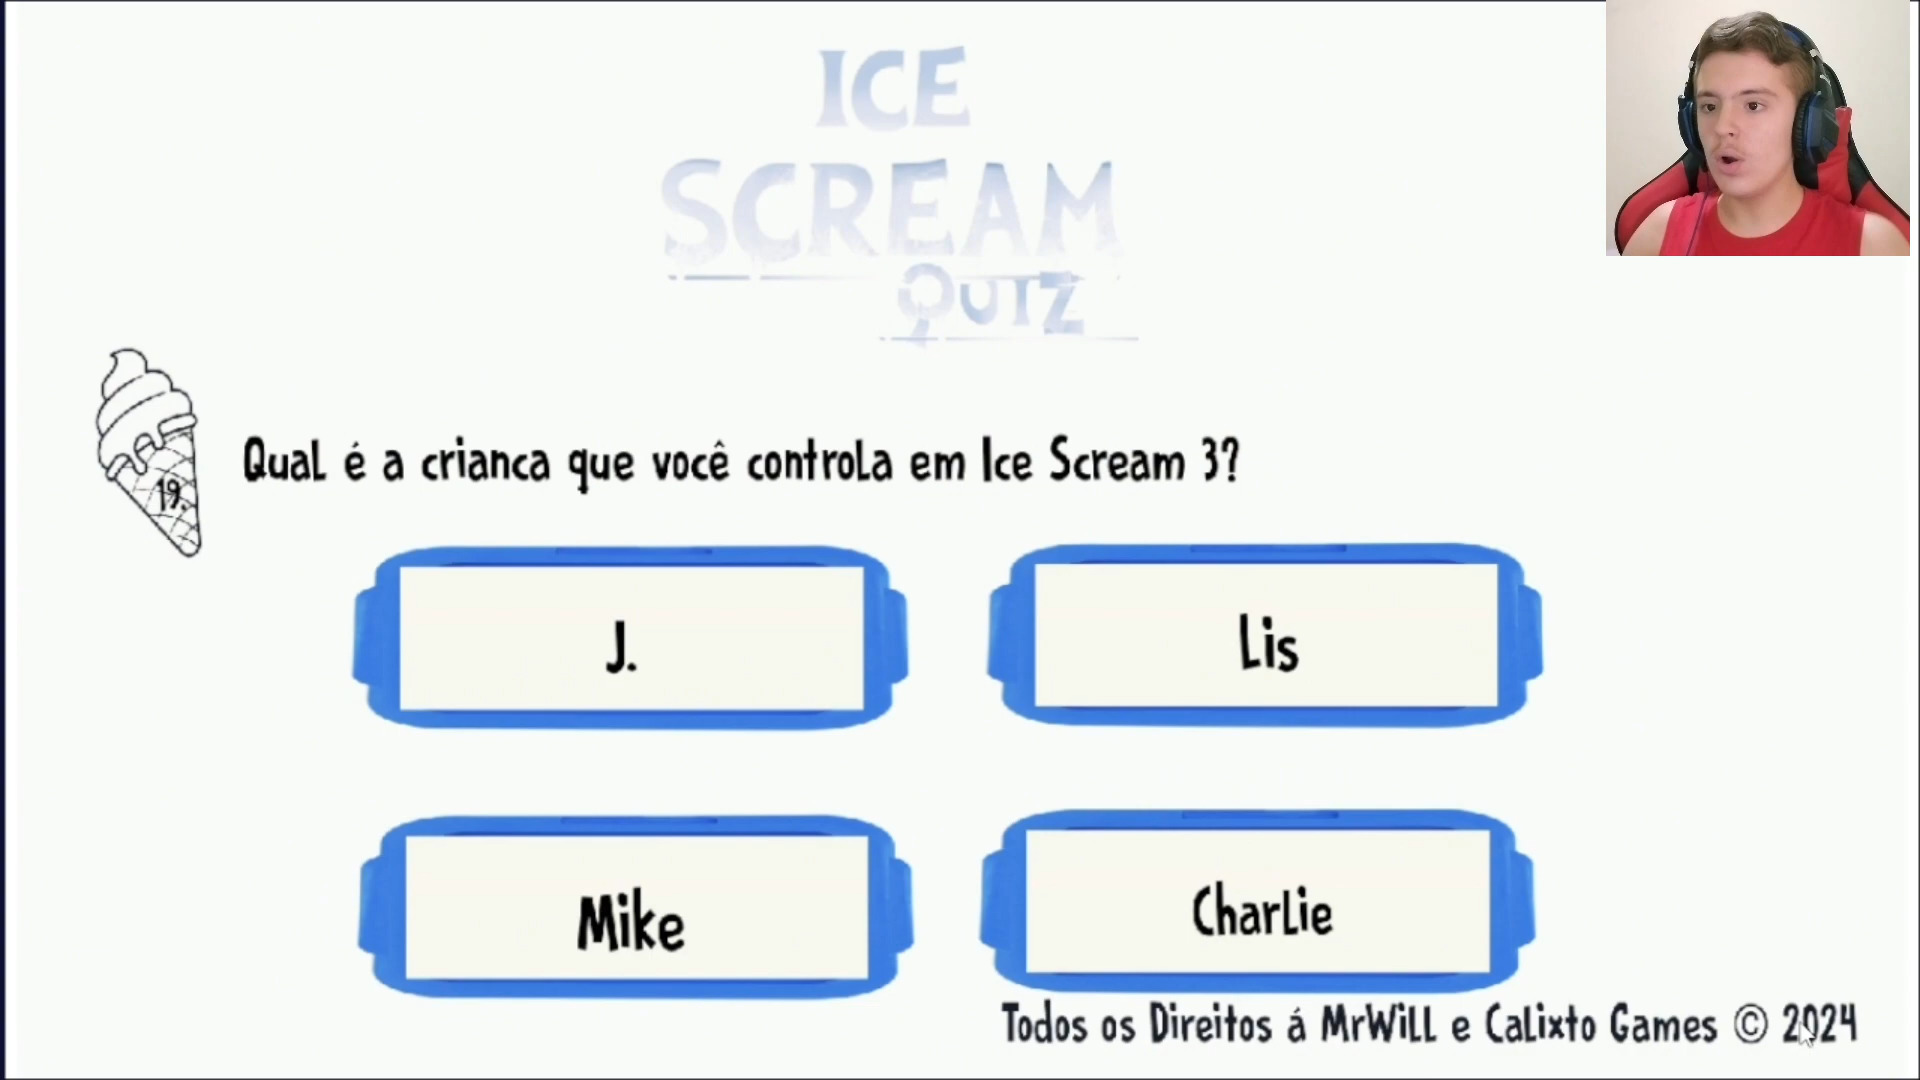 ICE
SCREAM
QUIZ
19.
Qual é a crianca que você controla em Ice Scream 3?
J.
Lis
Mike
Charlie
Todos os Direitos á MrWill e Calixto Games © 2024